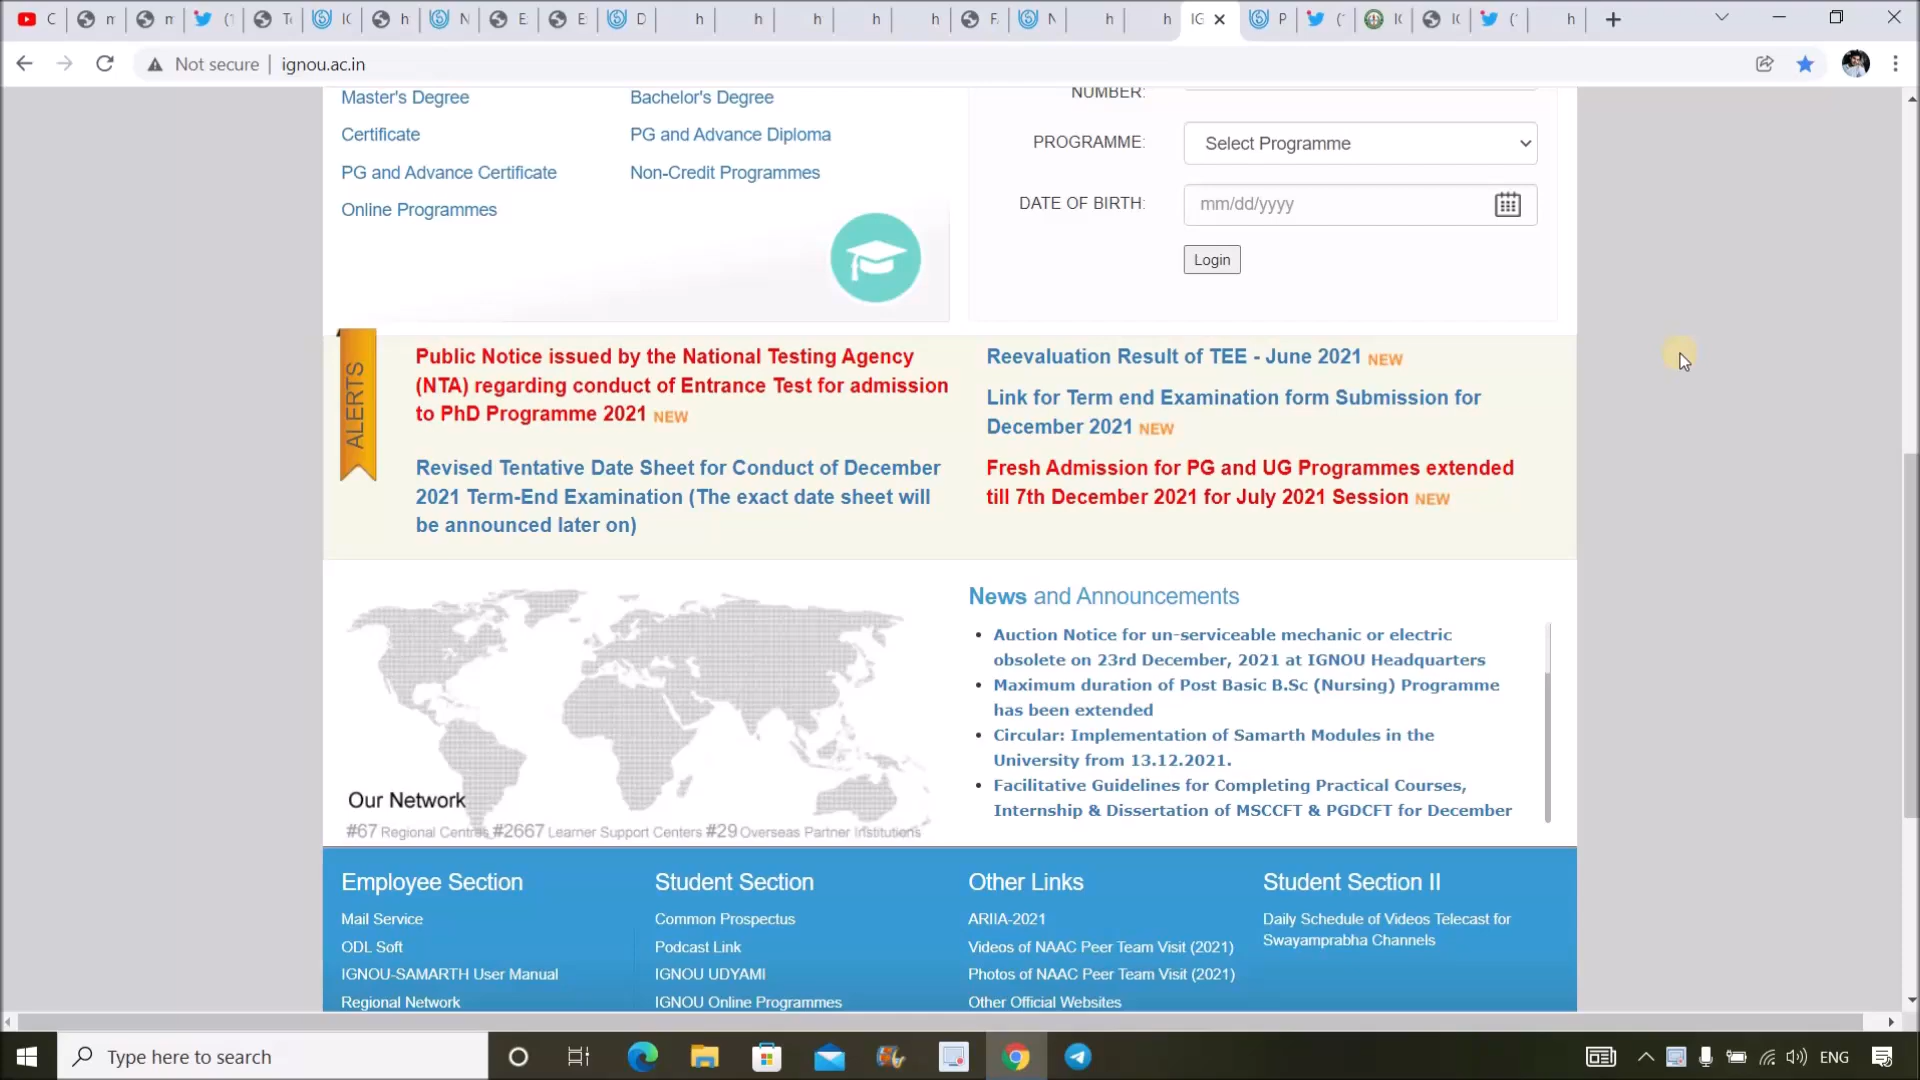 C
m
m
(1
To
IG
h
N
E
E
D
h
h
h
h
h
F
N
h
h
IG
P
(
IG
IG
(
h
Not secure
ignou.ac.in
Master's Degree
Bachelor's Degree
Certificate
PG and Advance Diploma
PG and Advance Certificate
Non-Credit Programmes
Online Programmes
NUMBER:
PROGRAMME:
Select Programme
DATE OF BIRTH:
mm/dd/yyyy
Login
ALERTS
Public Notice issued by the National Testing Agency
(NTA) regarding conduct of Entrance Test for admission
to PhD Programme 2021 NEW
Revised Tentative Date Sheet for Conduct of December
2021 Term-End Examination (The exact date sheet will
be announced later on)
Reevaluation Result of TEE - June 2021 NEW
Link for Term end Examination form Submission for
December 2021 NEW
Fresh Admission for PG and UG Programmes extended
till 7th December 2021 for July 2021 Session NEW
Our Network
#67 Regional Centres #2667 Learner Support Centers #29 Overseas Partner Institutions
News and Announcements
• Auction Notice for un-serviceable mechanic or electric
obsolete on 23rd December, 2021 at IGNOU Headquarters
• Maximum duration of Post Basic B.Sc (Nursing) Programme
has been extended
• Circular: Implementation of Samarth Modules in the
University from 13.12.2021.
• Facilitative Guidelines for Completing Practical Courses,
Internship & Dissertation of MSCCFT & PGDCFT for December
Employee Section
Mail Service
ODL Soft
IGNOU-SAMARTH User Manual
Regional Network
Student Section
Common Prospectus
Podcast Link
IGNOU UDYAMI
IGNOU Online Programmes
Other Links
ARIIA-2021
Videos of NAAC Peer Team Visit (2021)
Photos of NAAC Peer Team Visit (2021)
Other Official Websites
Student Section II
Daily Schedule of Videos Telecast for
Swayamprabha Channels
Type here to search
ENG